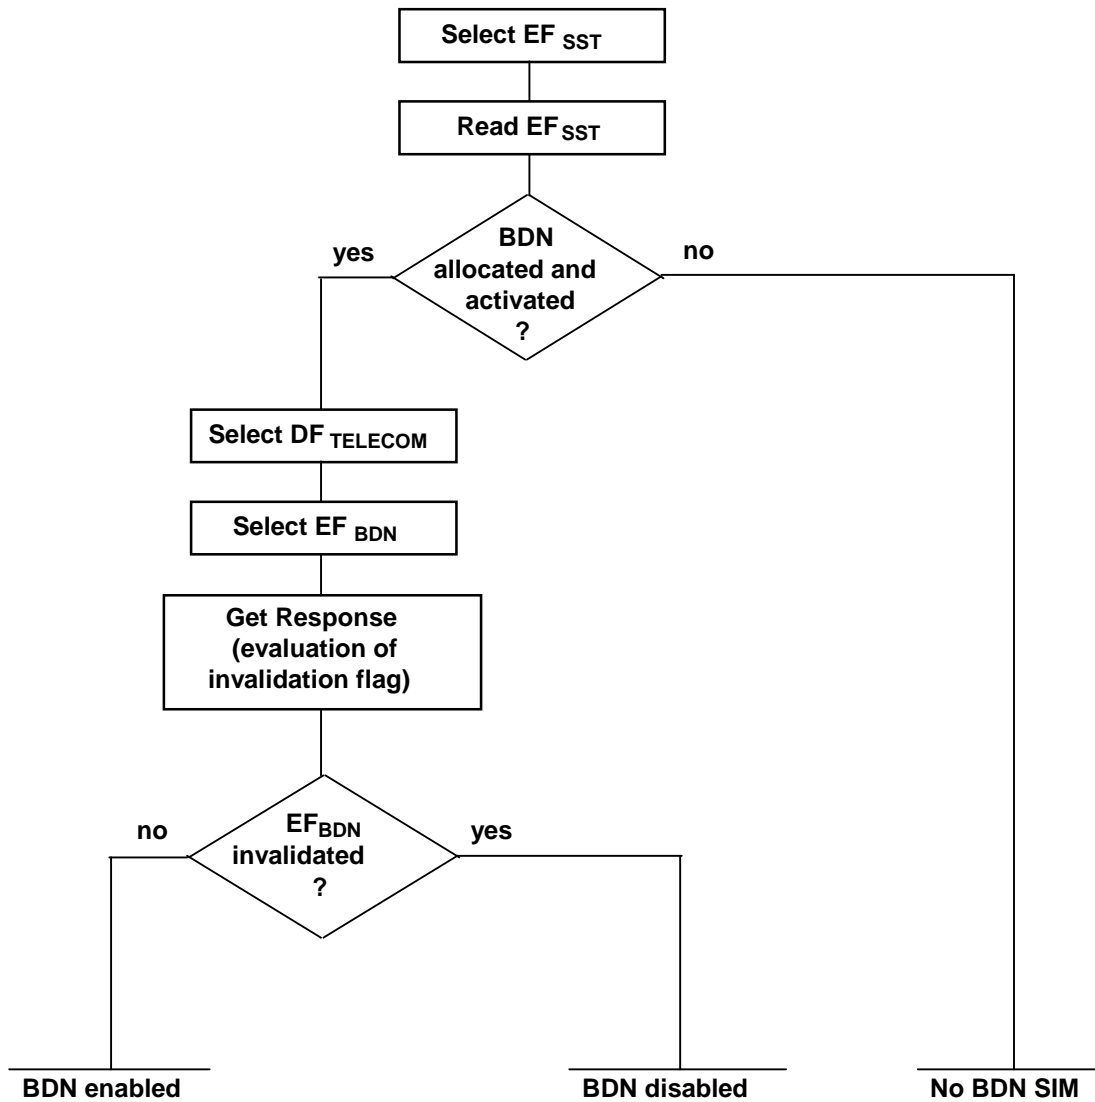 Select EF SST
Read EF SST
BDN
allocated and
activated
?
yes
no
Select DF TELECOM
Select EF BDN
Get Response
(evaluation of
invalidation flag)
EFBDN
invalidated
?
no
yes
BDN enabled
BDN disabled
No BDN SIM